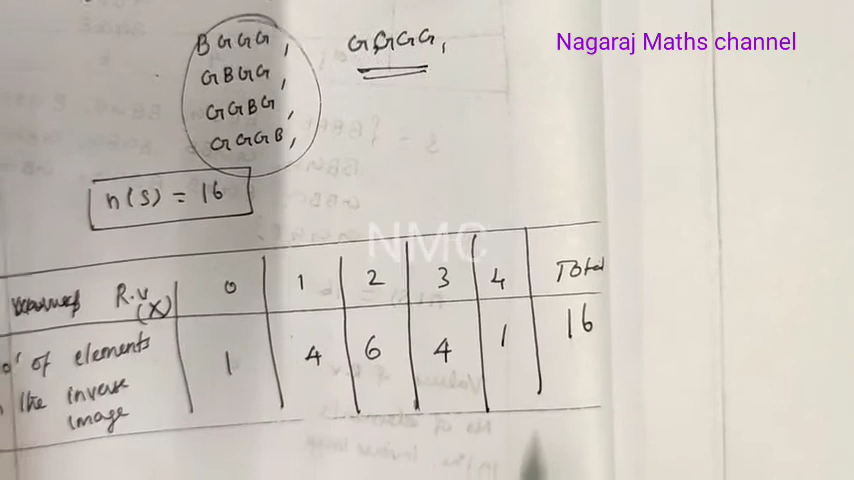 Nagaraj Maths channel
BGGG, GGGG,
GBGG,
GGBG,
GGGB,
n(S) = 16
NMC
R.v (X) 0 1 2 3 4 Total
of elements 1 4 6 4 1 16
the inverse
image